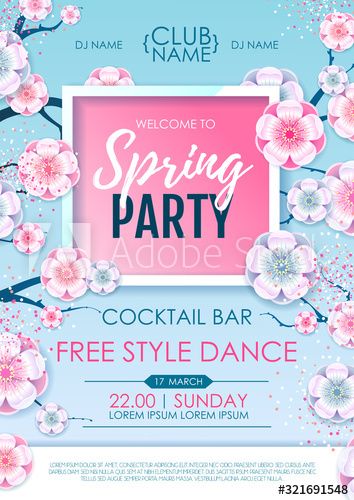 DJ NAME
{CLUB NAME}
DJ NAME
WELCOME TO
Spring
PARTY
Adobe Stock
COCKTAIL BAR
FREE STYLE DANCE
17 MARCH
22.00 | SUNDAY
LOREM IPSUM LOREM IPSUM
#321691548